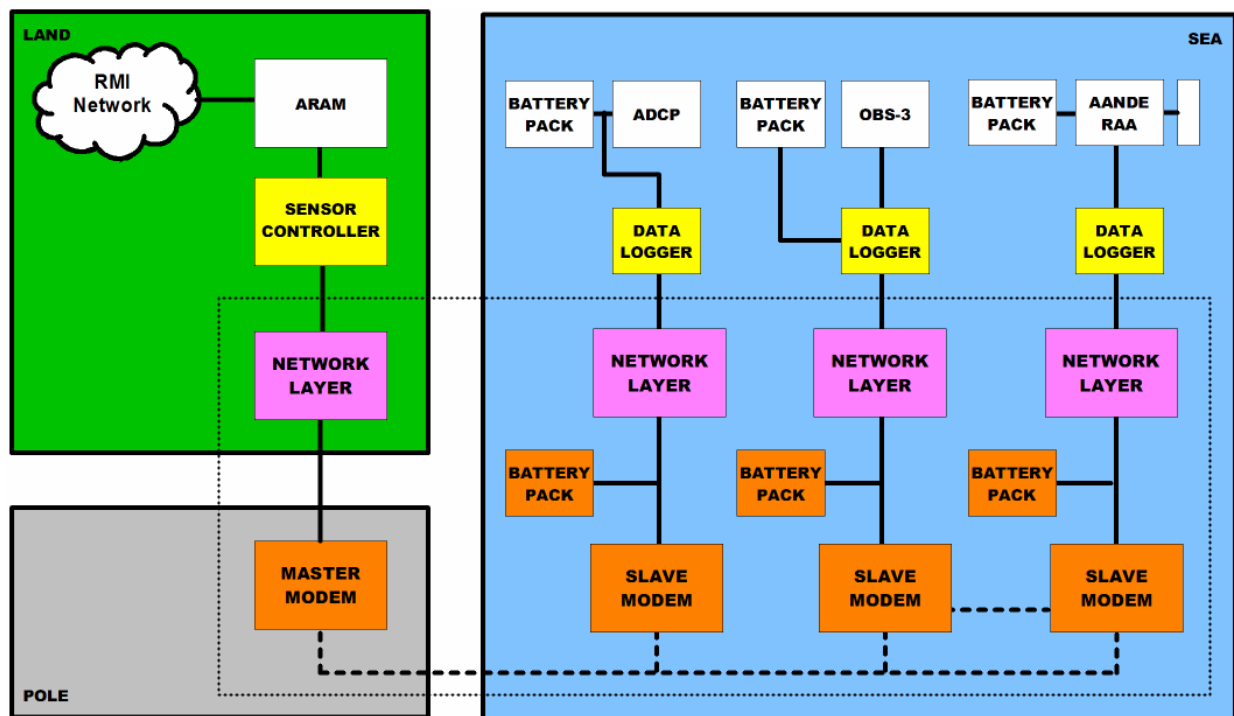 LAND
RMI
Network
ARAM
SENSOR
CONTROLLER
NETWORK
LAYER
MASTER
MODEM
POLE
SEA
BATTERY
PACK
ADCP
BATTERY
PACK
OBS-3
BATTERY
PACK
AANDE
RAA
DATA
LOGGER
DATA
LOGGER
DATA
LOGGER
NETWORK
LAYER
NETWORK
LAYER
NETWORK
LAYER
BATTERY
PACK
BATTERY
PACK
BATTERY
PACK
SLAVE
MODEM
SLAVE
MODEM
SLAVE
MODEM